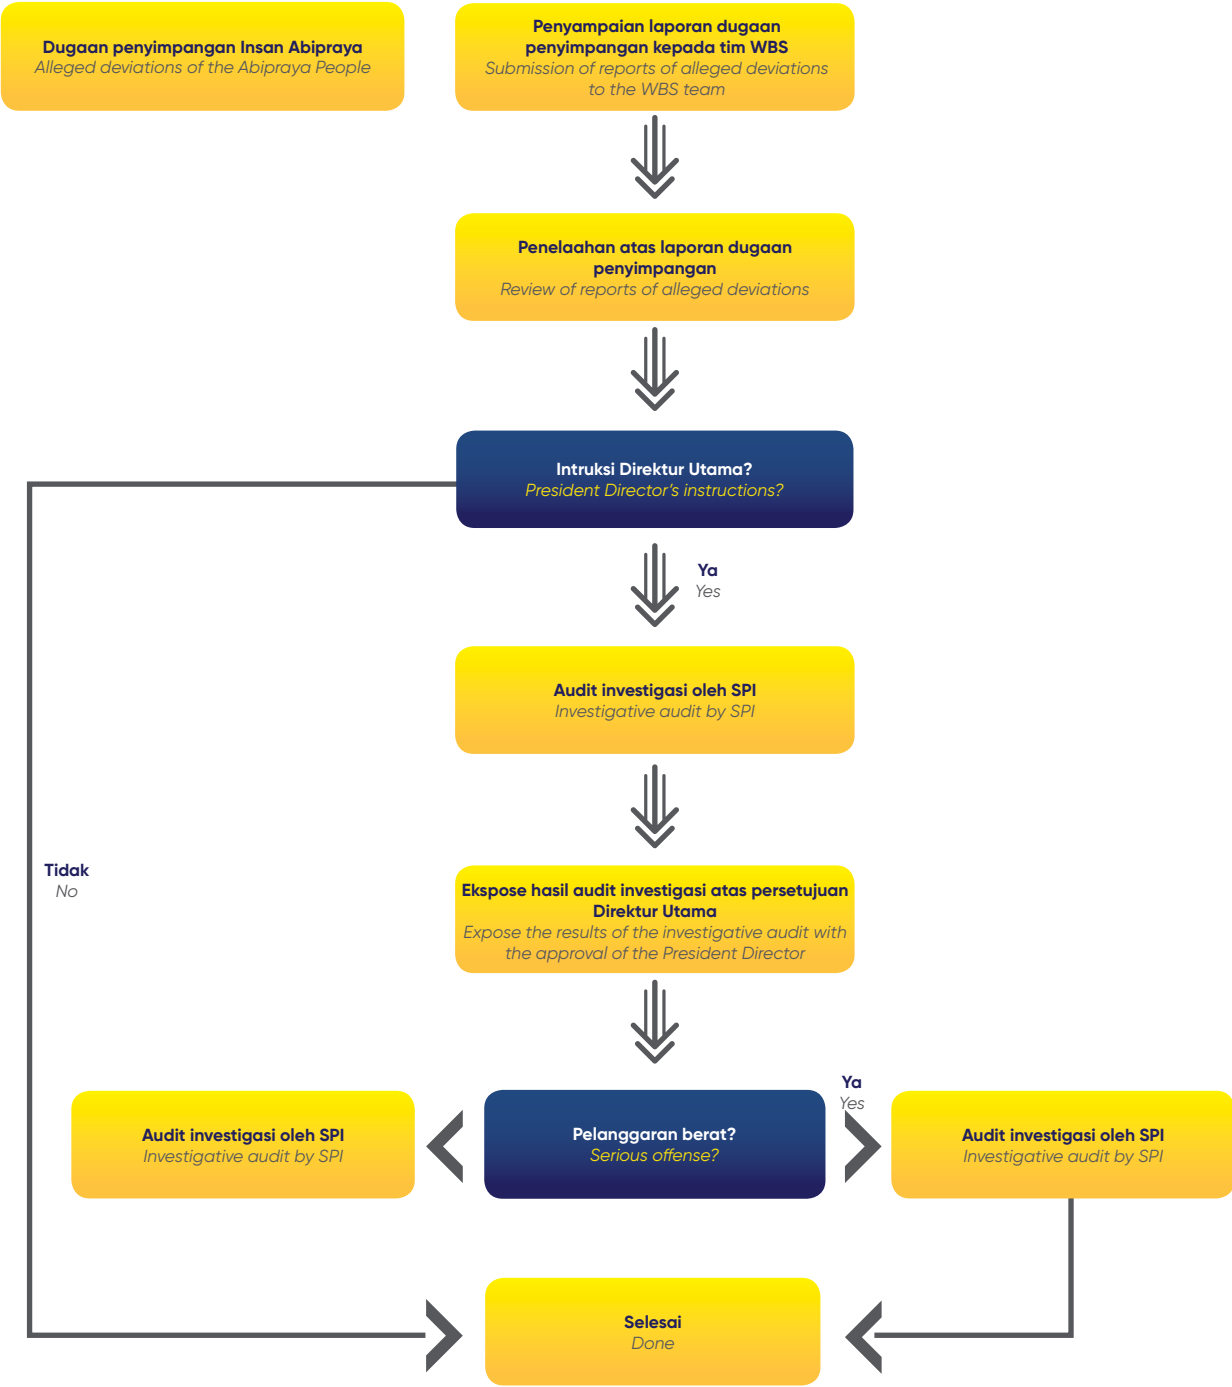 Dugaan penyimpangan Insan Abipraya
Alleged deviations of the Abipraya People
Penyampaian laporan dugaan
penyimpangan kepada tim WBS
Submission of reports of alleged deviations
to the WBS team
Penelaahan atas laporan dugaan
penyimpangan
Review of reports of alleged deviations
Intruksi Direktur Utama?
President Director's instructions?
Ya
Yes
Audit investigasi oleh SPI
Investigative audit by SPI
Tidak
No
Ekspose hasil audit investigasi atas persetujuan
Direktur Utama
Expose the results of the investigative audit with
the approval of the President Director
Audit investigasi oleh SPI
Investigative audit by SPI
Pelanggaran berat?
Serious offense?
Ya
Yes
Audit investigasi oleh SPI
Investigative audit by SPI
Selesai
Done